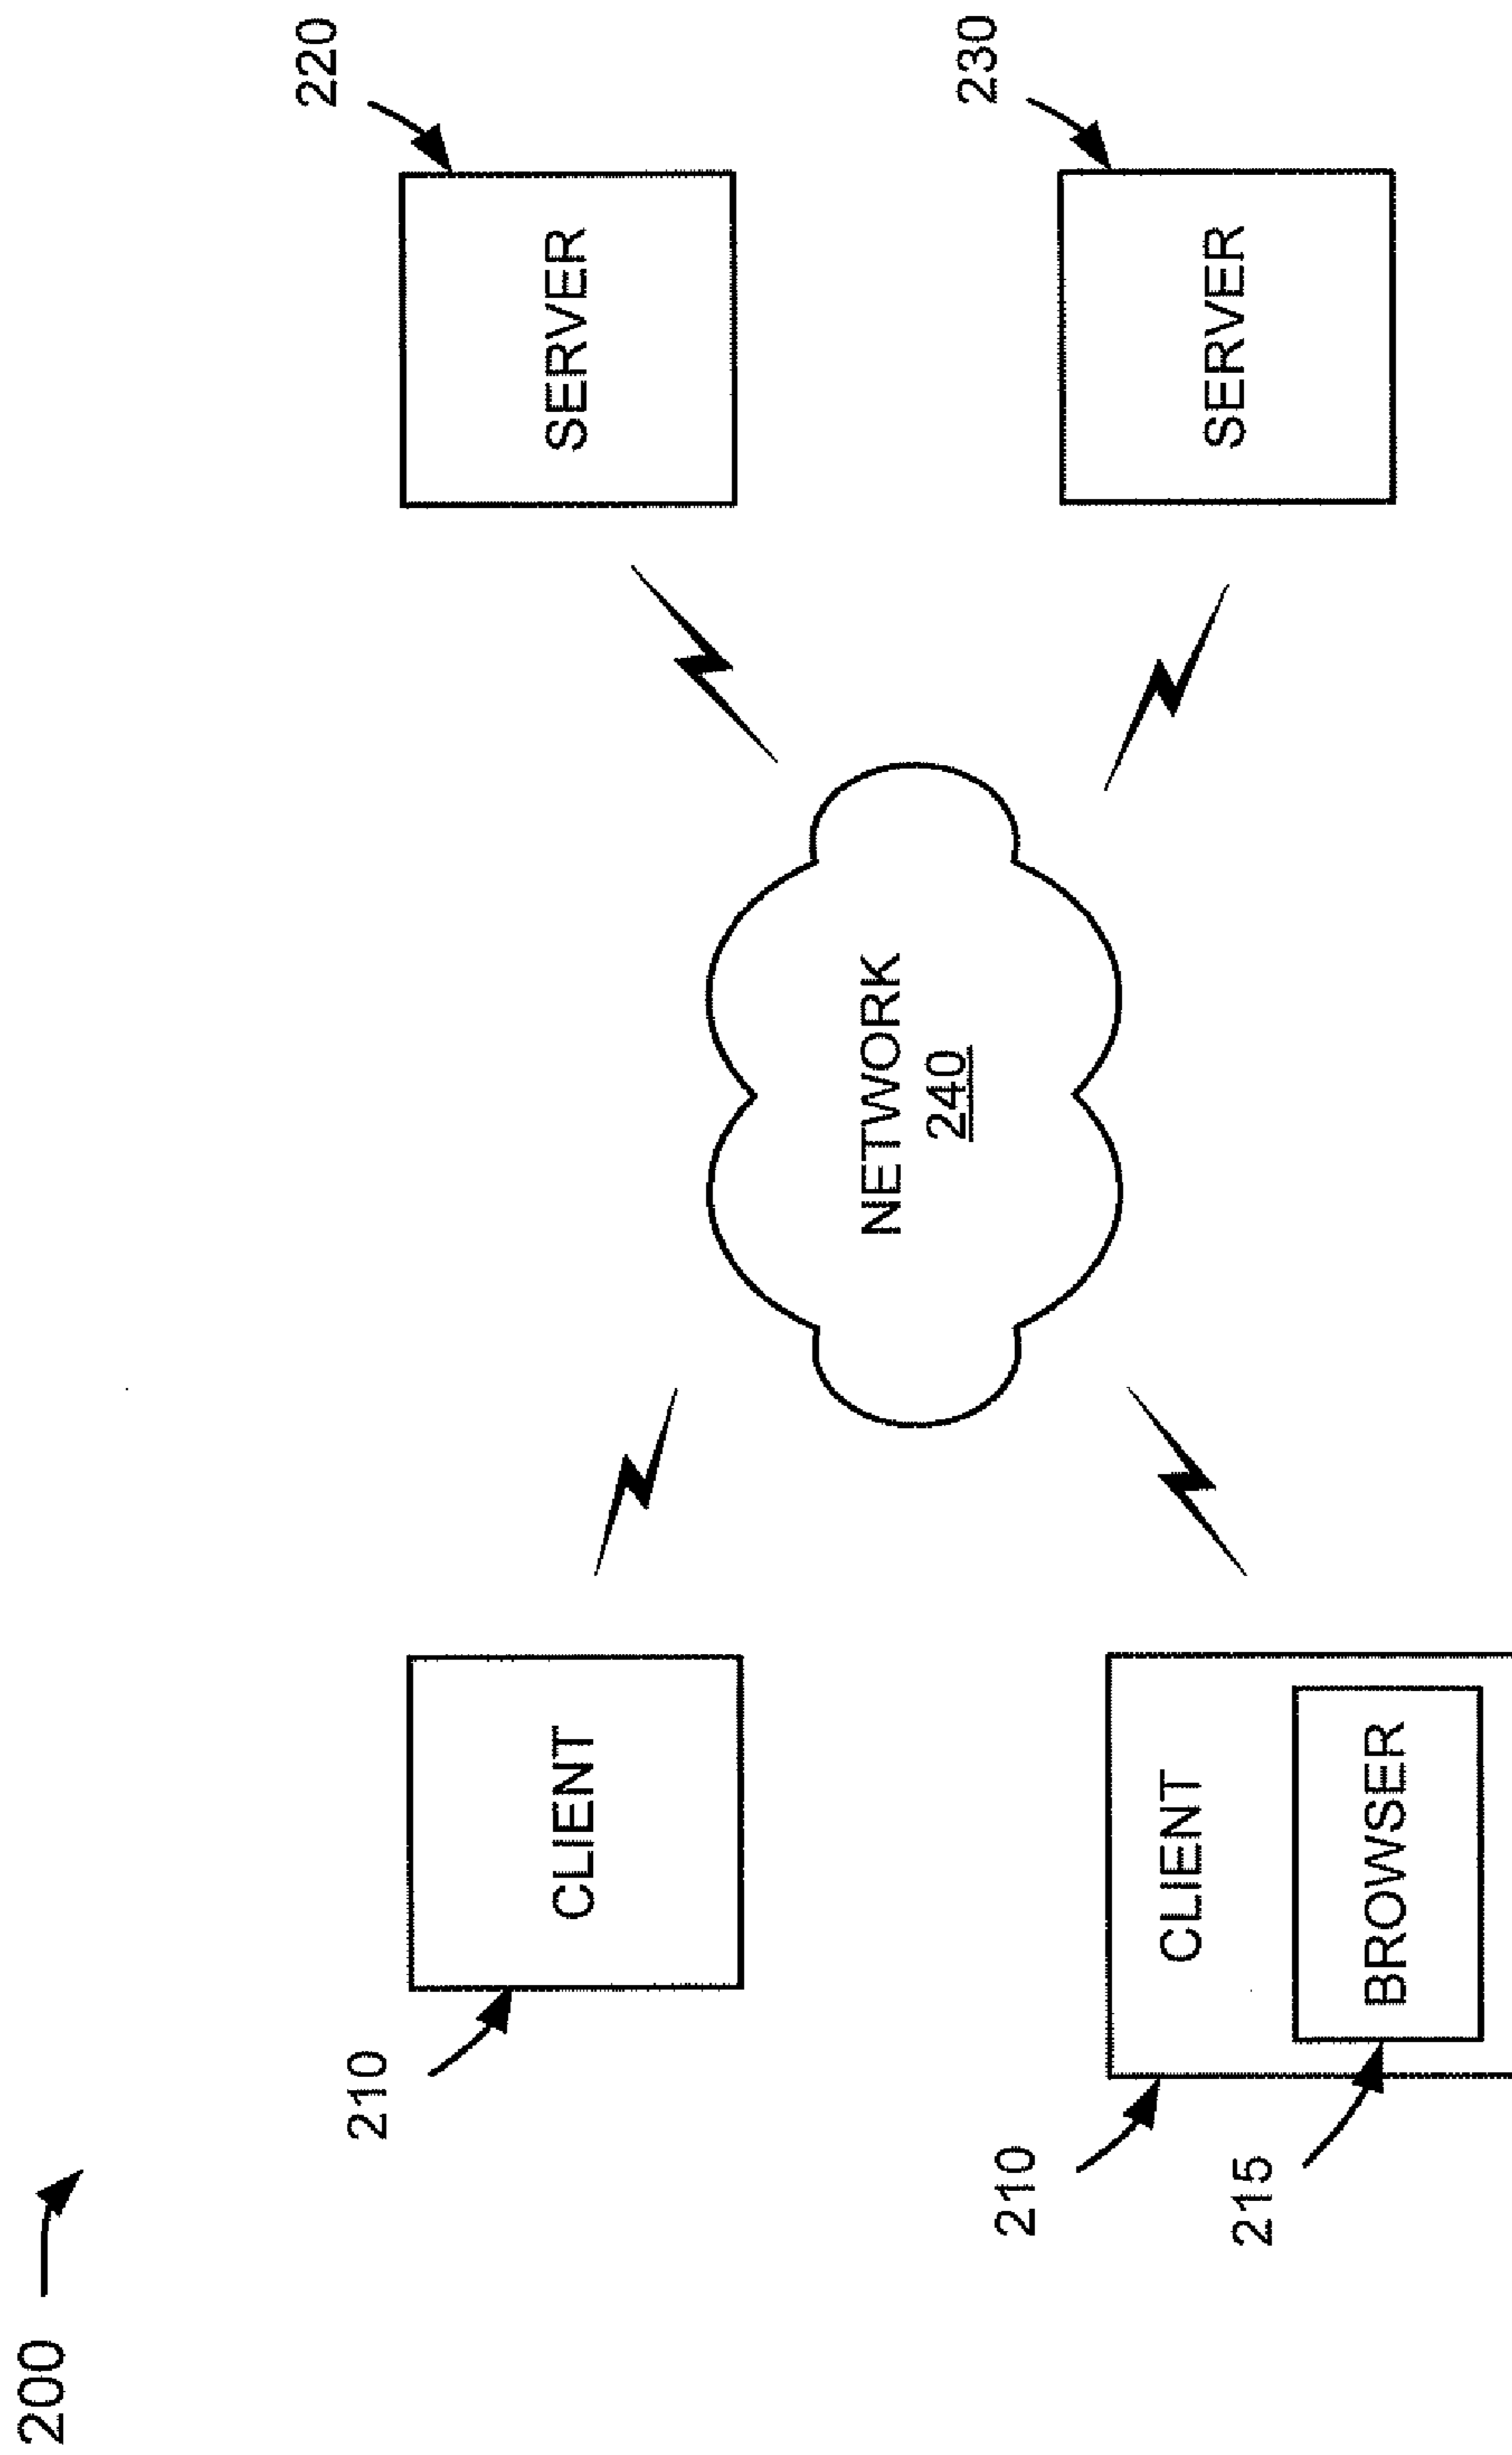 200
210
CLIENT
220
SERVER
NETWORK
240
210
CLIENT
215
BROWSER
230
SERVER